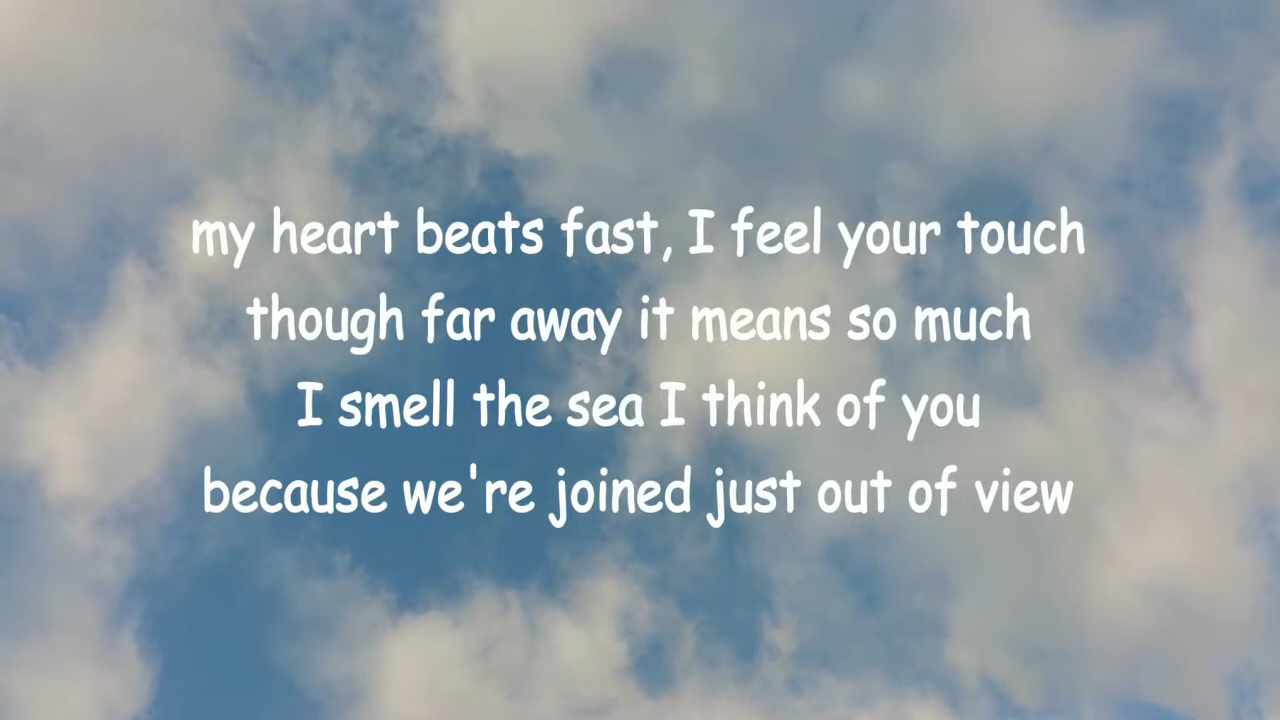 my heart beats fast, I feel your touch
though far away it means so much
I smell the sea I think of you
because we're joined just out of view